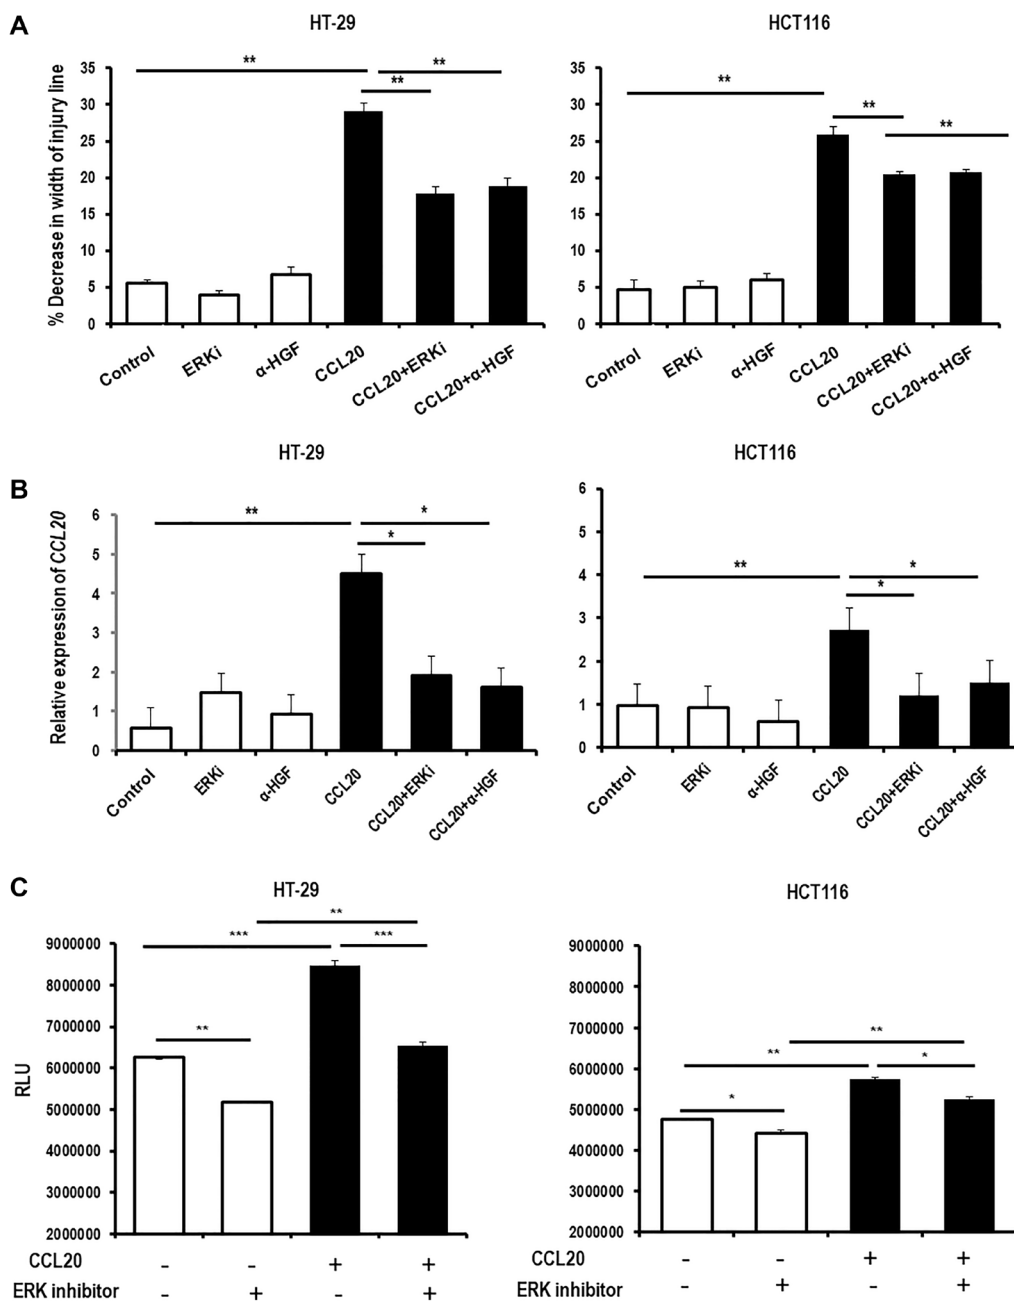 A
HT-29
HCT116
% Decrease in width of injury line
35
30
25
20
15
10
5
0
**
**
**
Control
ERKi
α-HGF
CCL20
CCL20+ERKi
CCL20+α-HGF
35
30
25
20
15
10
5
0
**
**
**
Control
ERKi
α-HGF
CCL20
CCL20+ERKi
CCL20+α-HGF
B
HT-29
HCT116
Relative expression of CCL20
6
5
4
3
2
1
0
**
*
*
Control
ERKi
α-HGF
CCL20
CCL20+ERKi
CCL20+α-HGF
6
5
4
3
2
1
0
**
*
*
Control
ERKi
α-HGF
CCL20
CCL20+ERKi
CCL20+α-HGF
C
HT-29
HCT116
RLU
9000000
8000000
7000000
6000000
5000000
4000000
3000000
2000000
**
***
***
**
9000000
8000000
7000000
6000000
5000000
4000000
3000000
2000000
**
**
*
*
CCL20 - - + + - - + +
ERK inhibitor - + - + - + - +